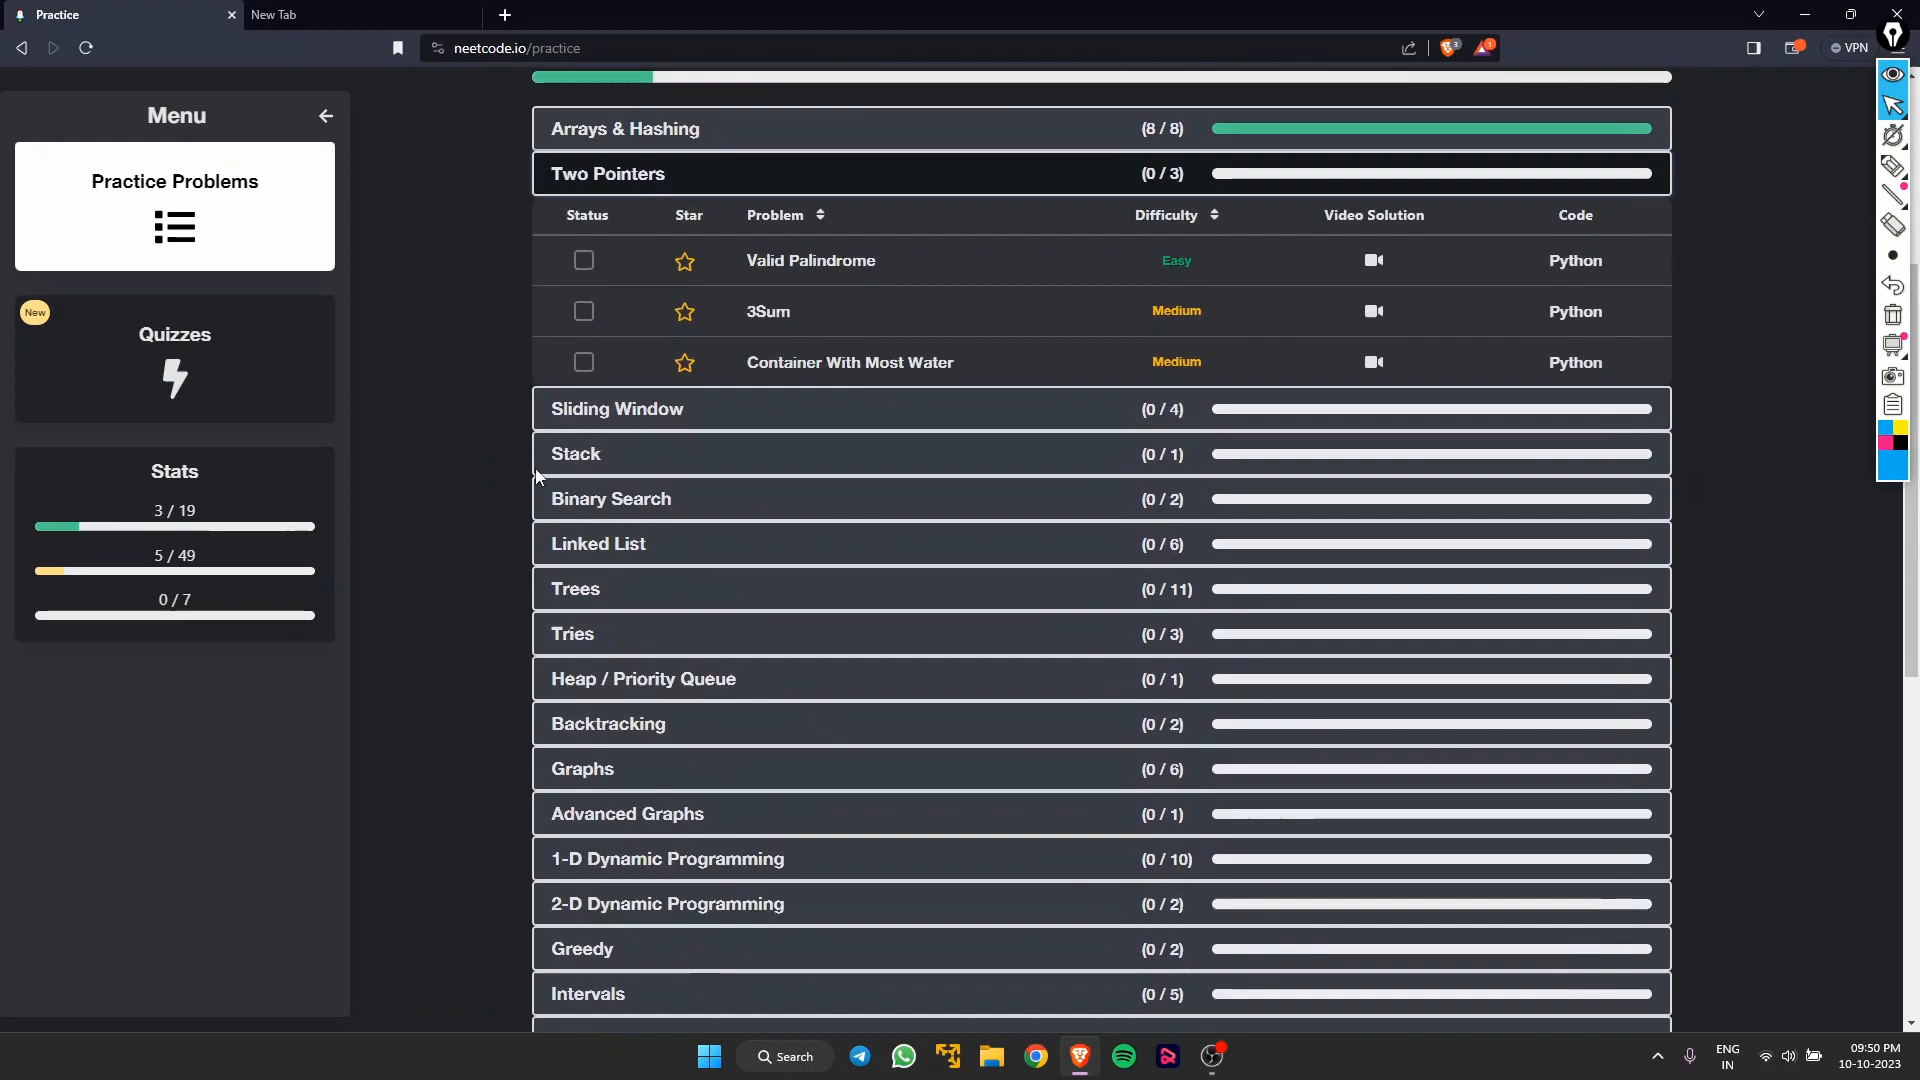 Practice
New Tab
neetcode.io/practice
3
1
VPN
Menu
Practice Problems
New
Quizzes
Stats
3 / 19
5 / 49
0 / 7
Arrays & Hashing (8 / 8)
Two Pointers (0 / 3)
Status Star Problem Difficulty Video Solution Code
Valid Palindrome Easy Python
3Sum Medium Python
Container With Most Water Medium Python
Sliding Window (0 / 4)
Stack (0 / 1)
Binary Search (0 / 2)
Linked List (0 / 6)
Trees (0 / 11)
Tries (0 / 3)
Heap / Priority Queue (0 / 1)
Backtracking (0 / 2)
Graphs (0 / 6)
Advanced Graphs (0 / 1)
1-D Dynamic Programming (0 / 10)
2-D Dynamic Programming (0 / 2)
Greedy (0 / 2)
Intervals (0 / 5)
Search
ENG
IN
09:50 PM
10-10-2023